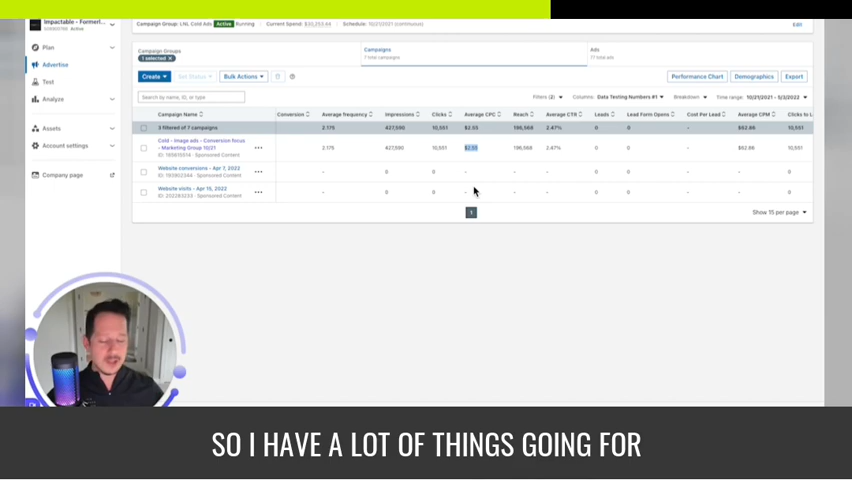 Impactable - Formerl...
Active
Plan
Advertise
Test
Analyze
Assets
Account settings
Company page
Campaign Group: LNL Cold Ads Active Running Current Spend: Schedule: 10/21/2021 (continuous) Edit
Campaign Groups
1 selected
Campaigns
7 total campaigns
Ads
77 total ads
Create Set Status Bulk Actions Performance Chart Demographics Export
Search by name, ID, or type Filters (2) Columns: Data Testing Numbers #1 Breakdown Time range: 10/21/2021 - 5/3/2022
Campaign Name Conversion Average frequency Impressions Clicks Average CPC Reach Average CTR Leads Lead Form Opens Cost Per Lead Average CPM Clicks to L
3 filtered of 7 campaigns 2.175 427,590 10,551 $2.55 196,568 2.47% 0 0 - $62.86 10,551
Cold - Image ads - Conversion focus
- Marketing Group 10/21 ... 2.175 427,590 10,551 $2.55 196,568 2.47% 0 0 - $62.86 10,551
Sponsored Content
Website conversions - Apr 7, 2022 ... - 0 0 - - - 0 0 - - 0
Sponsored Content
Website visits - Apr 15, 2022 ... - 0 0 - - - 0 0 - - 0
Sponsored Content
1 Show 15 per page
SO I HAVE A LOT OF THINGS GOING FOR